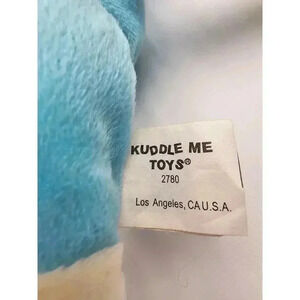 KUDDLE ME
TOYS®
2780
Los Angeles, CA U.S.A.